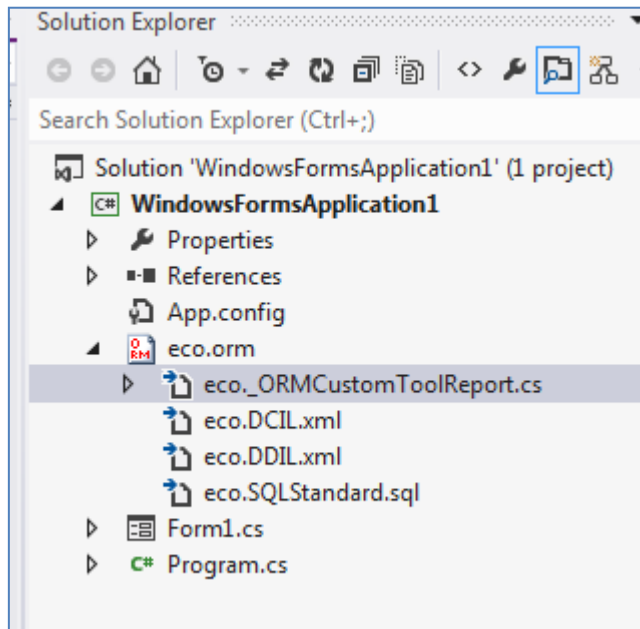 Solution Explorer
Search Solution Explorer (Ctrl+;)
Solution 'WindowsFormsApplication1' (1 project)
C# WindowsFormsApplication1
Properties
References
App.config
ORM eco.orm
eco._ORMCustomToolReport.cs
eco.DCIL.xml
eco.DDIL.xml
eco.SQLStandard.sql
Form1.cs
C# Program.cs